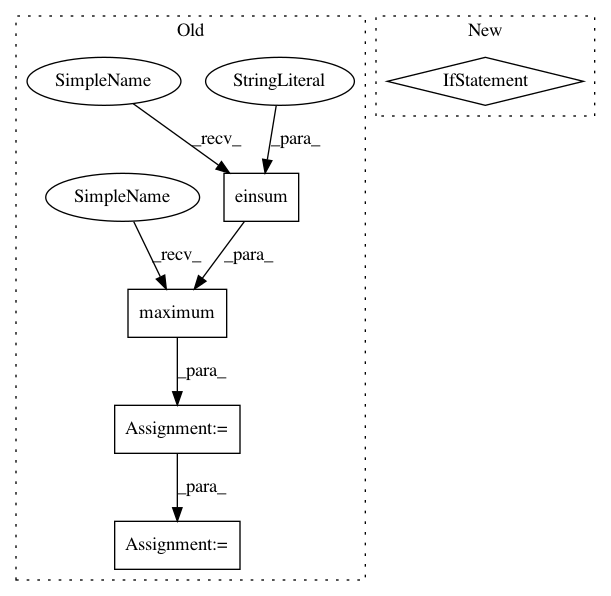 Old
New
SimpleName
StringLiteral
IfStatement
_recv_
_para_
SimpleName
einsum
_recv_
_para_
maximum
_para_
Assignment:=
_para_
Assignment:=